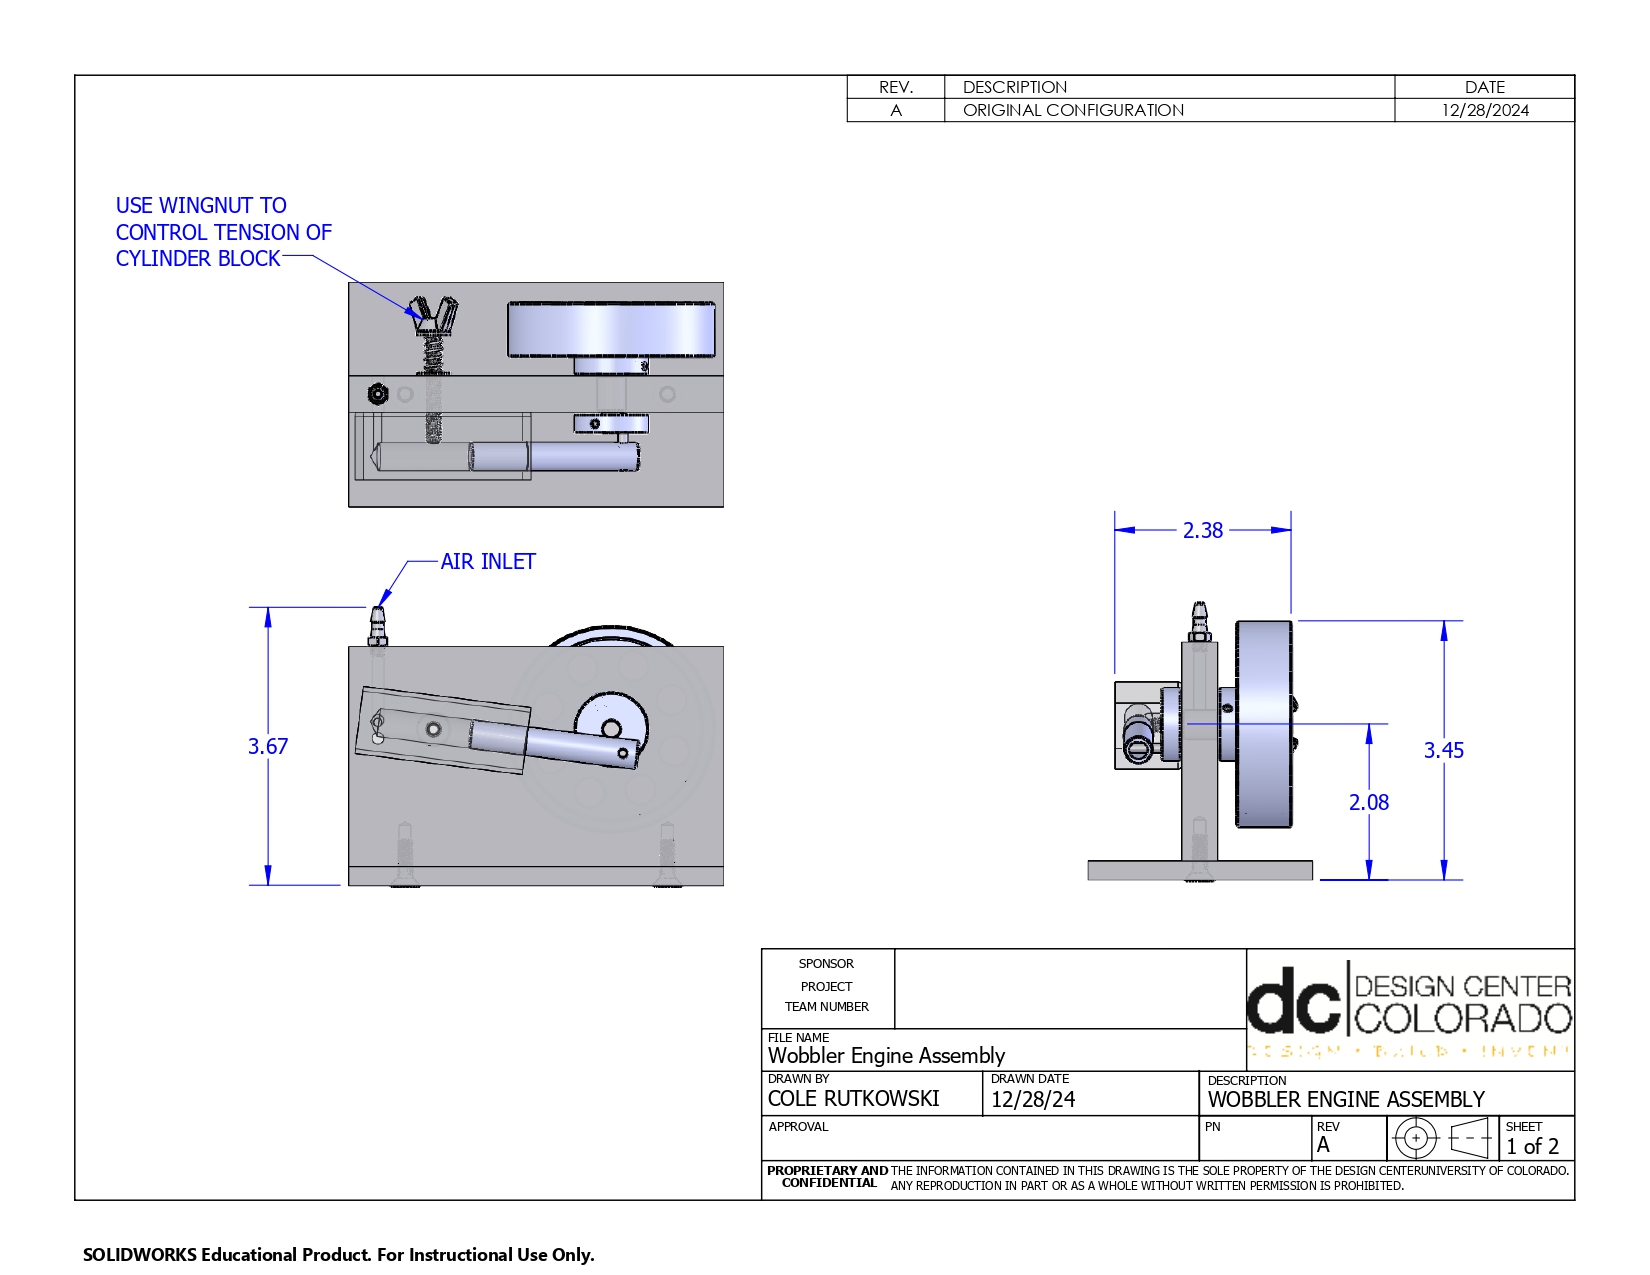 REV. DESCRIPTION DATE
A ORIGINAL CONFIGURATION 12/28/2024
USE WINGNUT TO
CONTROL TENSION OF
CYLINDER BLOCK
AIR INLET
3.67
2.38
3.45
2.08
SPONSOR
PROJECT
TEAM NUMBER
dc DESIGN CENTER
COLORADO
DESIGN • BUILD • INVENT
FILE NAME
Wobbler Engine Assembly
DRAWN BY
COLE RUTKOWSKI
DRAWN DATE
12/28/24
DESCRIPTION
WOBBLER ENGINE ASSEMBLY
APPROVAL
PN
REV
A
SHEET
1 of 2
PROPRIETARY AND CONFIDENTIAL
THE INFORMATION CONTAINED IN THIS DRAWING IS THE SOLE PROPERTY OF THE DESIGN CENTERUNIVERSITY OF COLORADO.
ANY REPRODUCTION IN PART OR AS A WHOLE WITHOUT WRITTEN PERMISSION IS PROHIBITED.
SOLIDWORKS Educational Product. For Instructional Use Only.